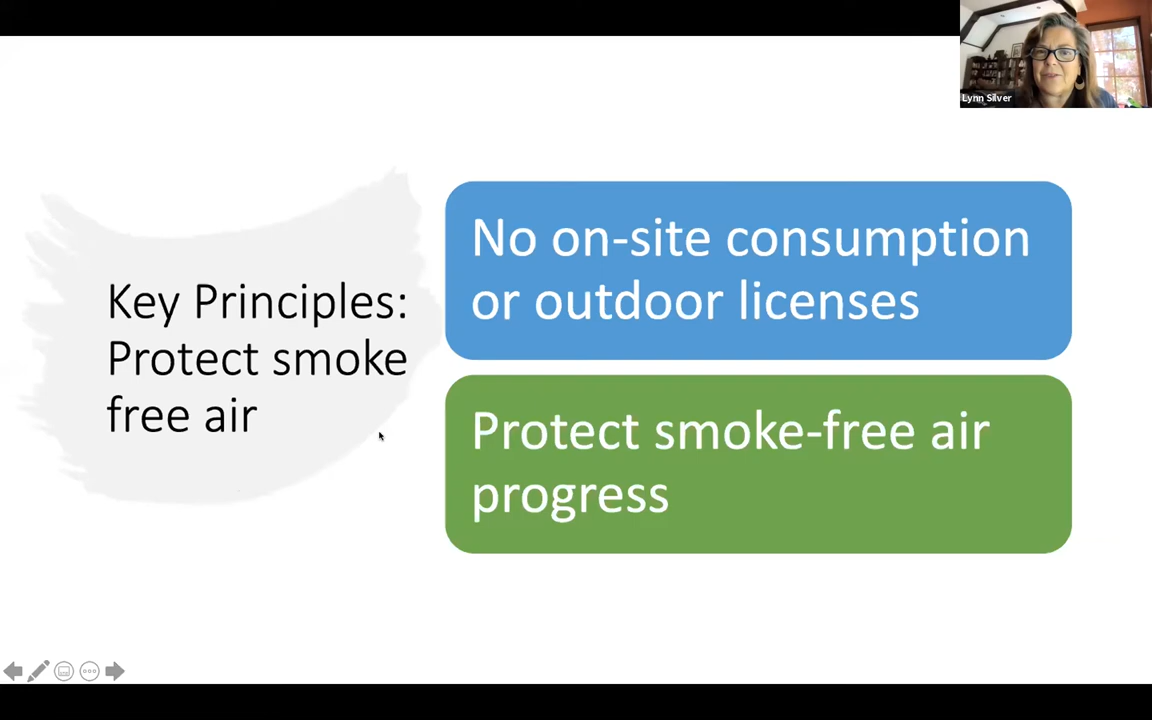 Lynn Silver
Key Principles:
Protect smoke
free air
No on-site consumption
or outdoor licenses
Protect smoke-free air
progress